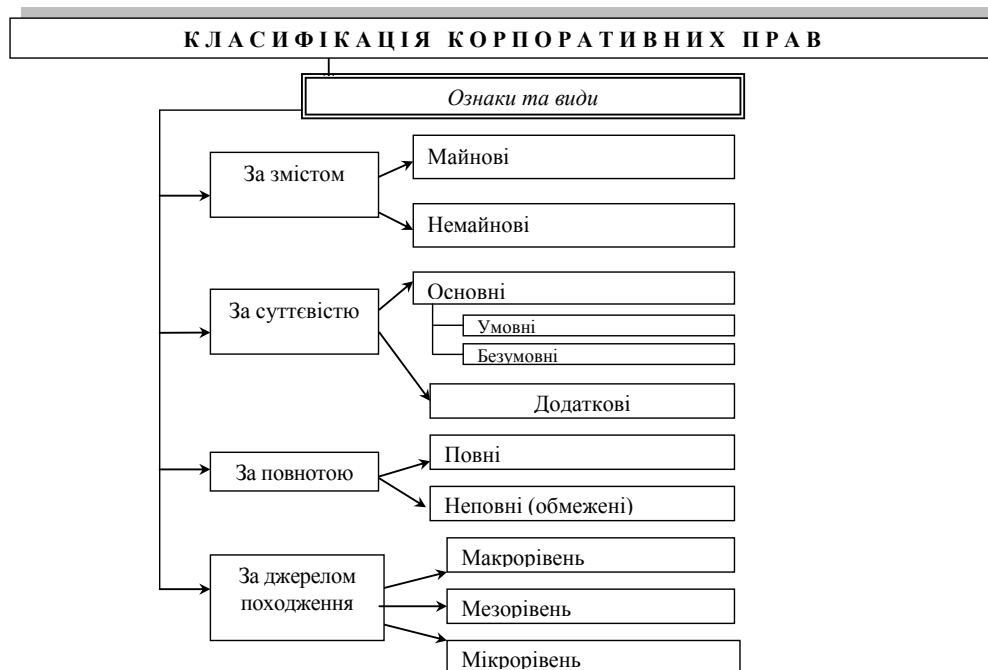 КЛАСИФІКАЦІЯ КОРПОРАТИВНИХ ПРАВ
Ознаки та види
За змістом
Майнові
Немайнові
За суттєвістю
Основні
Умовні
Безумовні
Додаткові
За повнотою
Повні
Неповні (обмежені)
За джерелом
походження
Макрорівень
Мезорівень
Мікрорівень